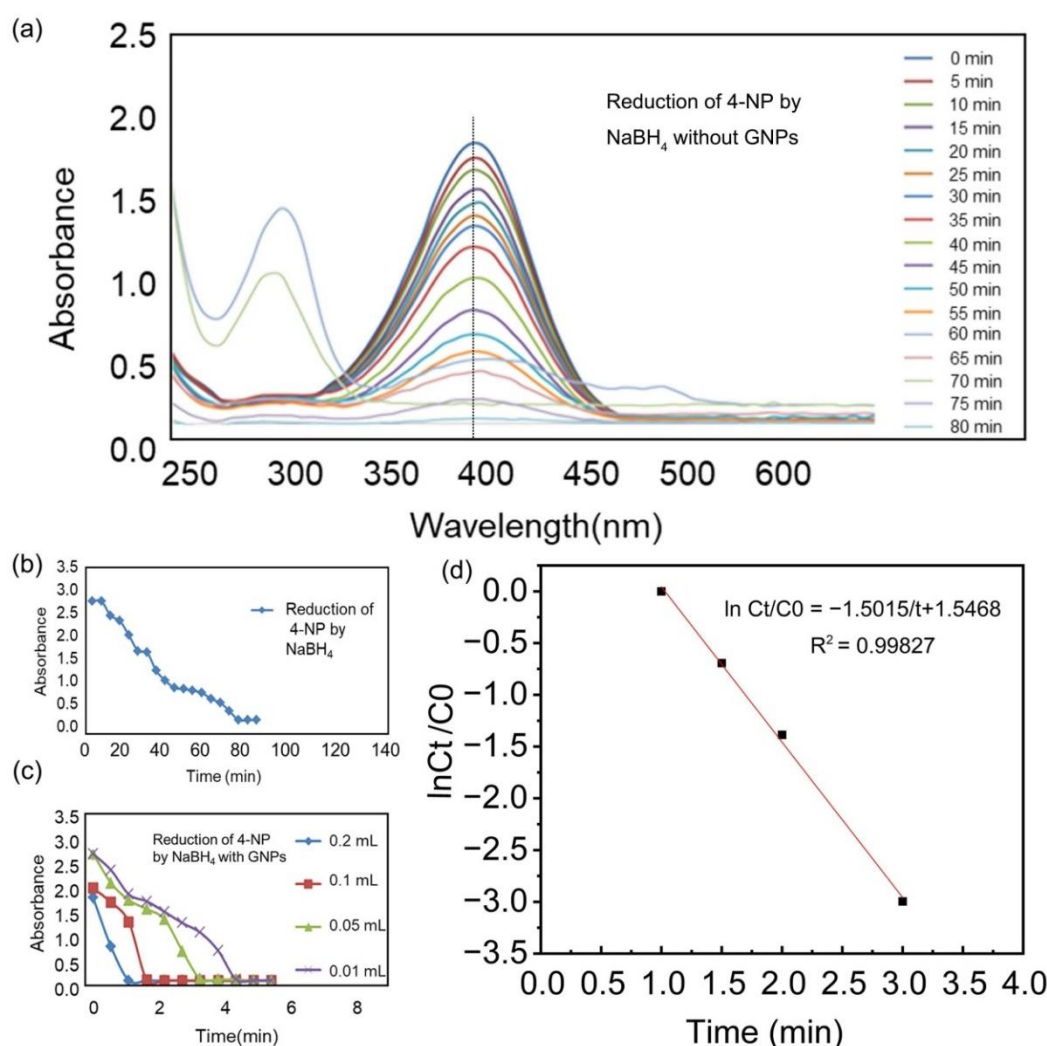 (a)
2.5
2.0
1.5
1.0
0.5
0.0
Absorbance
Reduction of 4-NP by
NaBH₄ without GNPs
0 min
5 min
10 min
15 min
20 min
25 min
30 min
35 min
40 min
45 min
50 min
55 min
60 min
65 min
70 min
75 min
80 min
250 300 350 400 450 500 600
Wavelength(nm)
(b)
3.5
3.0
2.5
2.0
1.5
1.0
0.5
0.0
Absorbance
Reduction of
4-NP by
NaBH₄
0 20 40 60 80 100 120 140
Time (min)
(c)
3.5
3.0
2.5
2.0
1.5
1.0
0.5
0.0
Absorbance
Reduction of 4-NP
by NaBH₄ with GNPs
0.2 mL
0.1 mL
0.05 mL
0.01 mL
0 2 4 6 8
Time(min)
(d)
0.0
−0.5
−1.0
−1.5
−2.0
−2.5
−3.0
−3.5
lnCt /C0
ln Ct/C0 = −1.5015/t+1.5468
R² = 0.99827
0.0 0.5 1.0 1.5 2.0 2.5 3.0 3.5 4.0
Time (min)